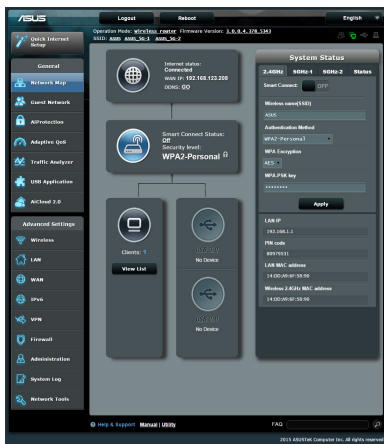 ASUS
Logout
Reboot
English
Operation Mode: Wireless router Firmware Version: 3.0.0.4_378_5343
SSID: ASUS ASUS_5G-1 ASUS_5G-2
Quick Internet
Setup
General
Network Map
Guest Network
AiProtection
Adaptive QoS
Traffic Analyzer
USB Application
AiCloud 2.0
Advanced Settings
Wireless
LAN
WAN
IPv6
VPN
Firewall
Administration
System Log
Network Tools
Internet status:
Connected
WAN IP: 192.168.123.208
DDNS: GO
Smart Connect Status:
Off
Security level:
WPA2-Personal
Clients:
View List
No Device
No Device
System Status
2.4GHz 5GHz-1 5GHz-2 Status
Smart Connect: OFF
Wireless name(SSID)
ASUS
Authentication Method
WPA2-Personal
WPA Encryption
AES
WPA-PSK key
********
Apply
LAN IP
192.168.1.1
PIN code
LAN MAC address
Wireless 2.4GHz MAC address
Help & Support Manual | Utility
FAQ
2015 ASUSTeK Computer Inc. All rights reserved